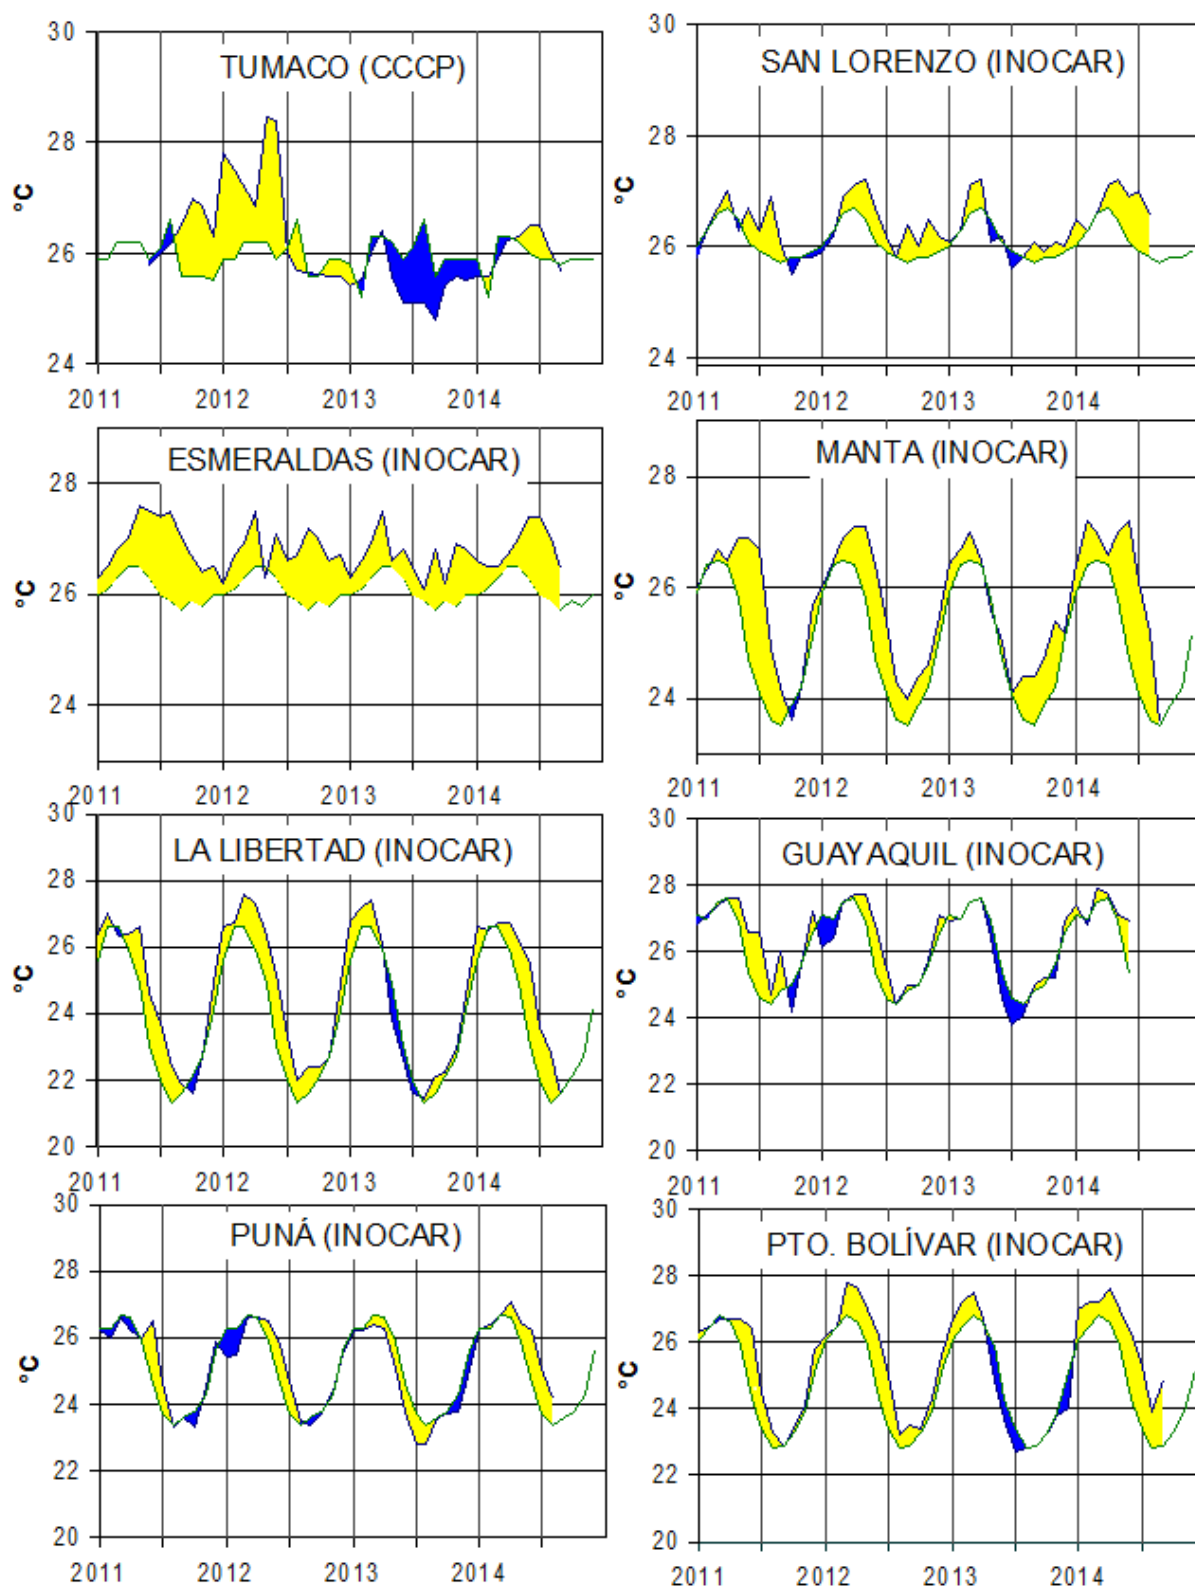 30
28
26
24
°C
TUMACO (CCCP)
2011 2012 2013 2014
30
28
26
24
°C
SAN LORENZO (INOCAR)
2011 2012 2013 2014
28
26
24
°C
ESMERALDAS (INOCAR)
2011 2012 2013 2014
28
26
24
°C
MANTA (INOCAR)
2011 2012 2013 2014
30
28
26
24
22
20
°C
LA LIBERTAD (INOCAR)
2011 2012 2013 2014
30
28
26
24
22
20
°C
GUAYAQUIL (INOCAR)
2011 2012 2013 2014
30
28
26
24
22
20
°C
PUNÁ (INOCAR)
2011 2012 2013 2014
30
28
26
24
22
20
°C
PTO. BOLÍVAR (INOCAR)
2011 2012 2013 2014